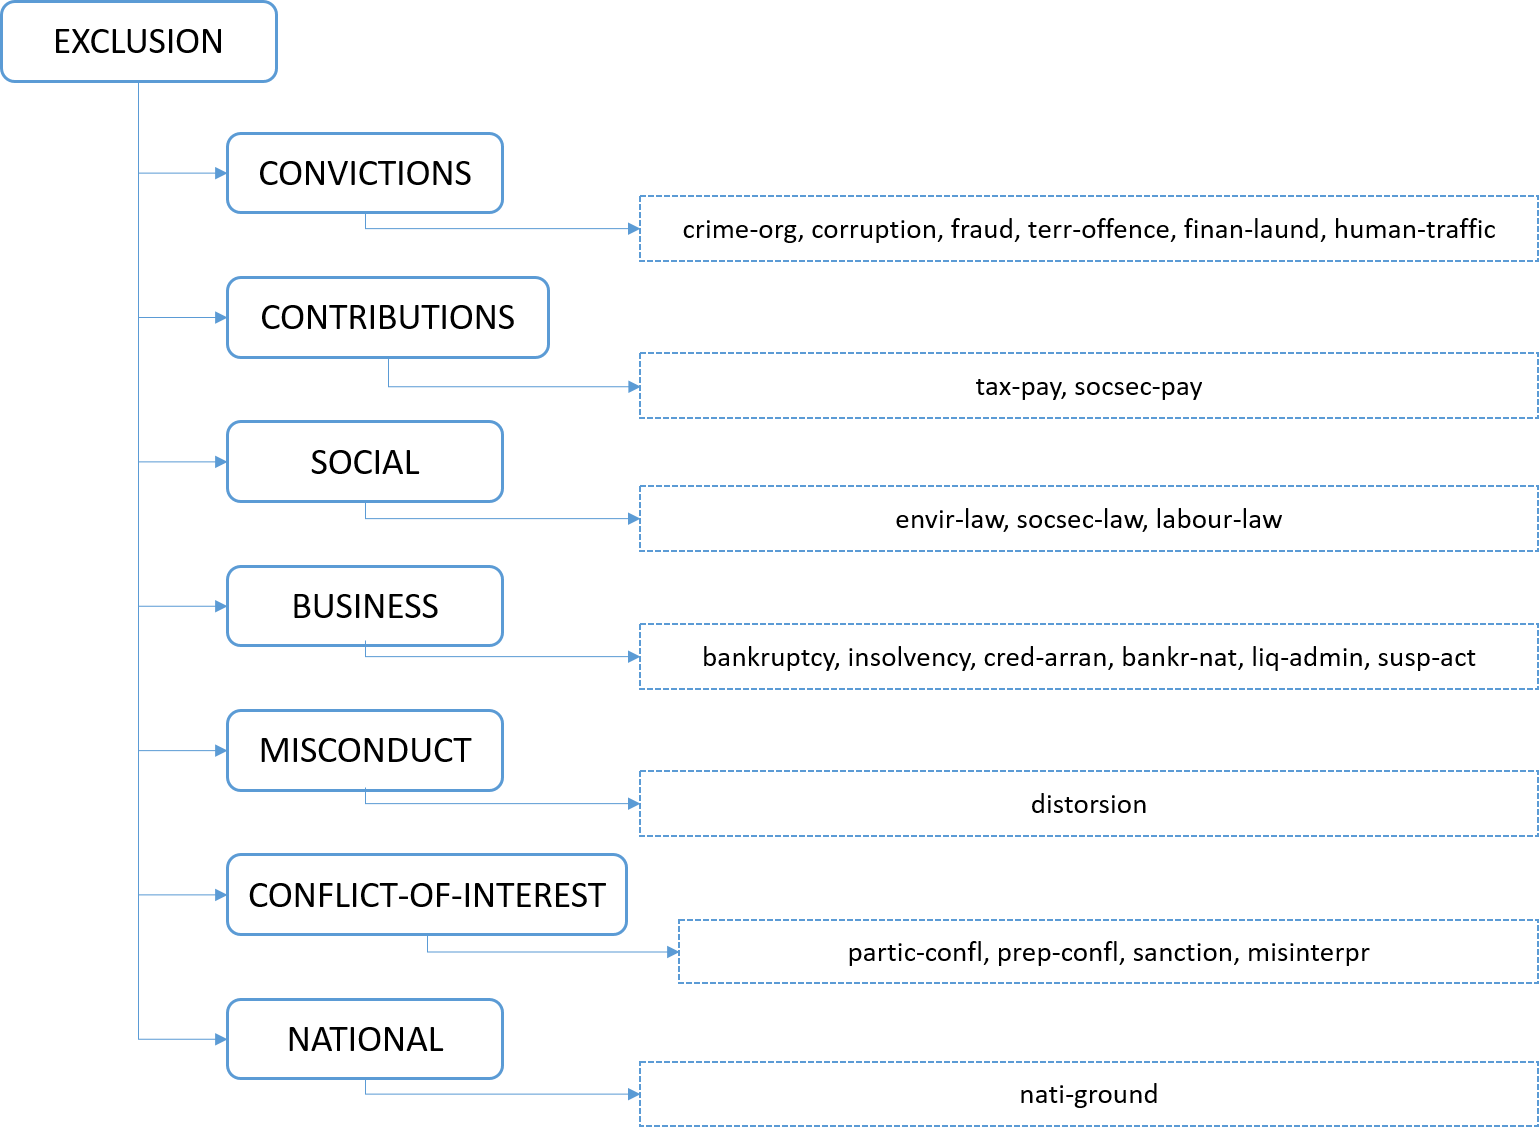 EXCLUSION
CONVICTIONS
crime-org, corruption, fraud, terr-offence, finan-laund, human-traffic
CONTRIBUTIONS
tax-pay, socsec-pay
SOCIAL
envir-law, socsec-law, labour-law
BUSINESS
bankruptcy, insolvency, cred-arran, bankr-nat, liq-admin, susp-act
MISCONDUCT
distorsion
CONFLICT-OF-INTEREST
partic-confl, prep-confl, sanction, misinterpr
NATIONAL
nati-ground